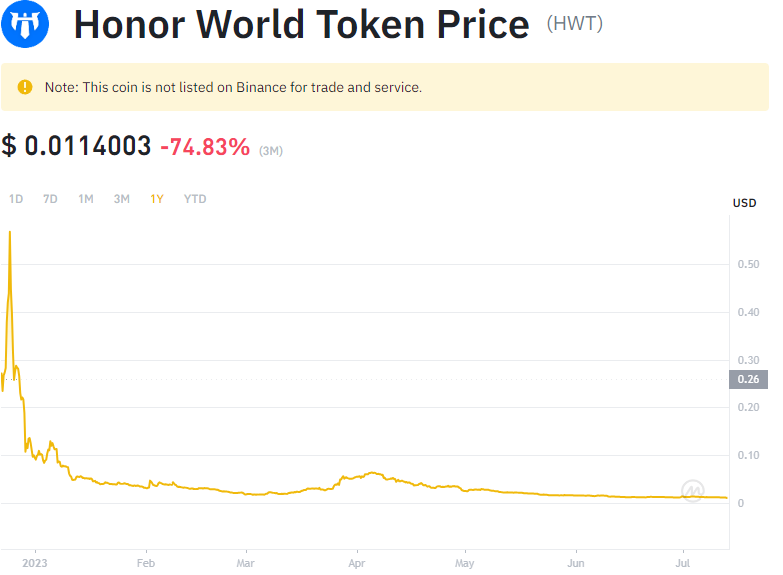 Honor World Token Price (HWT)
Note: This coin is not listed on Binance for trade and service.
$ 0.0114003 -74.83% (3M)
1D 7D 1M 3M 1Y YTD
USD
0.50
0.40
0.30
0.26
0.20
0.10
0
2023 Feb Mar Apr May Jun Jul